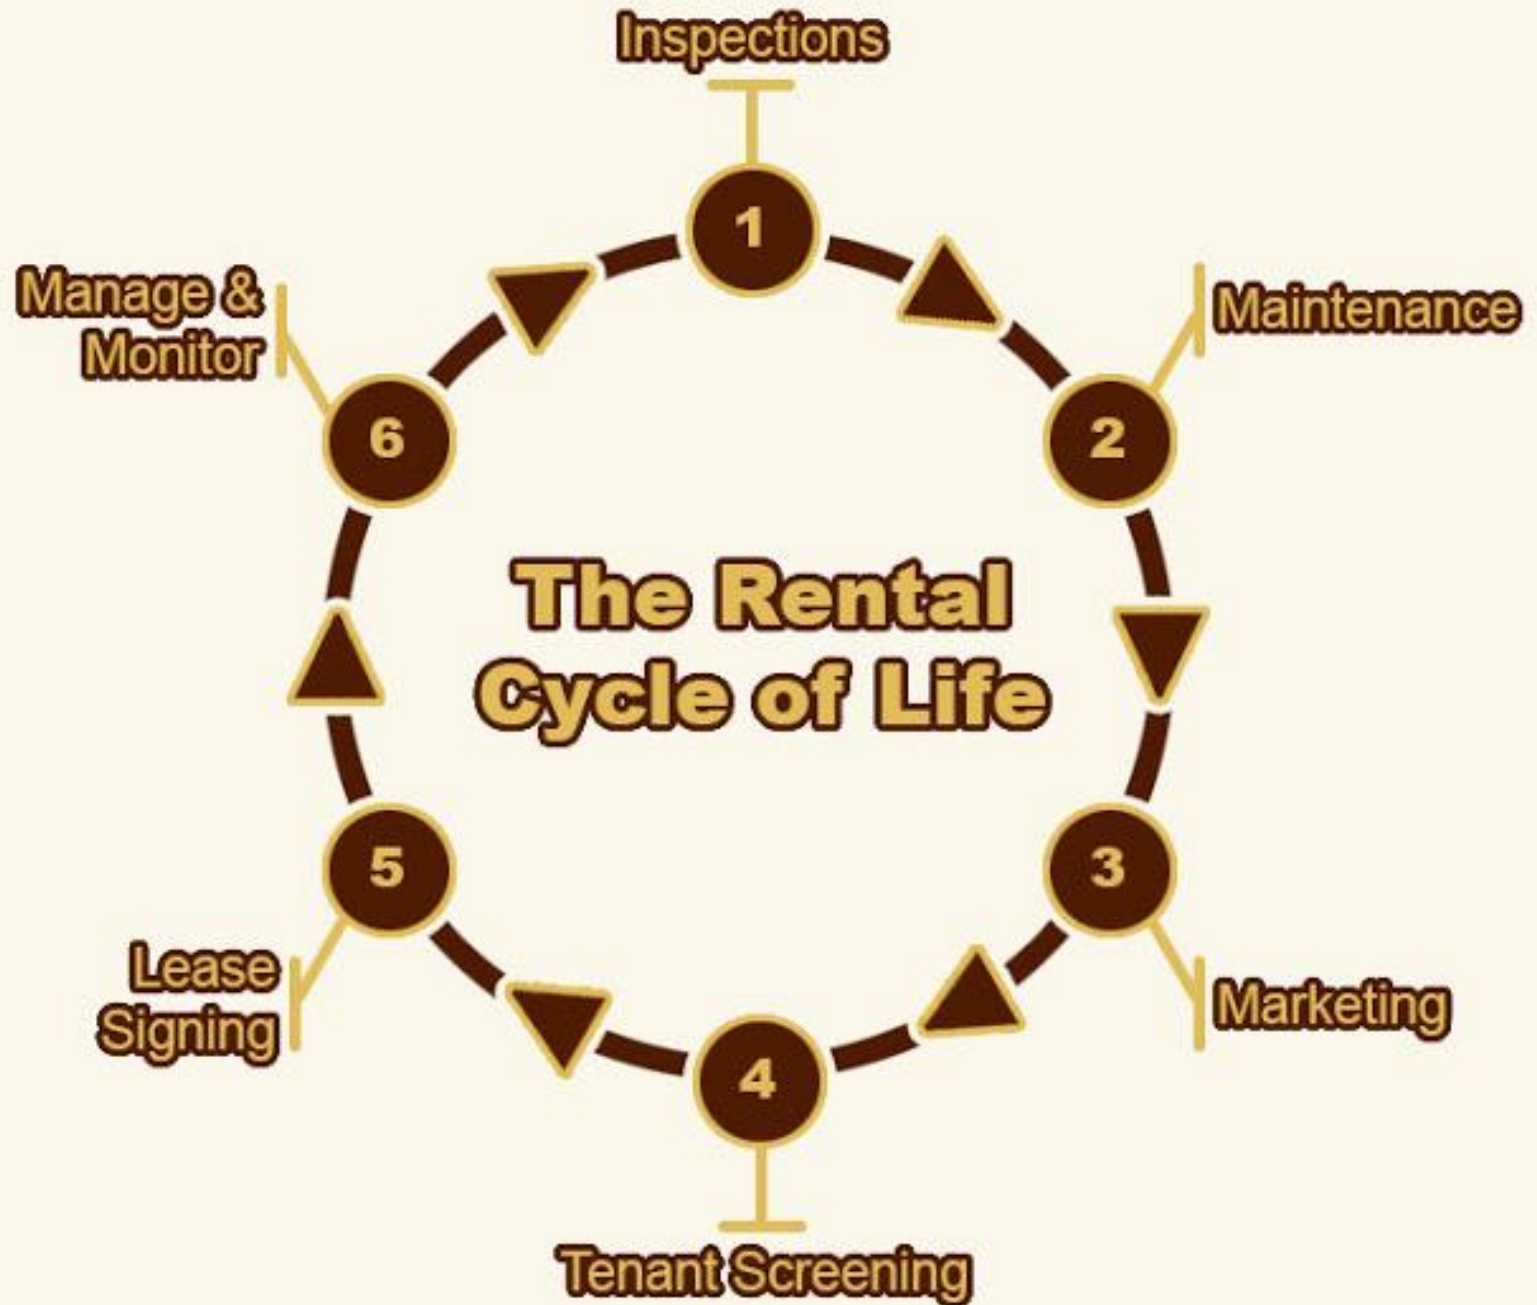 Inspections
1
Maintenance
2
Manage &
Monitor
6
The Rental
Cycle of Life
3
Marketing
5
Lease
Signing
4
Tenant Screening